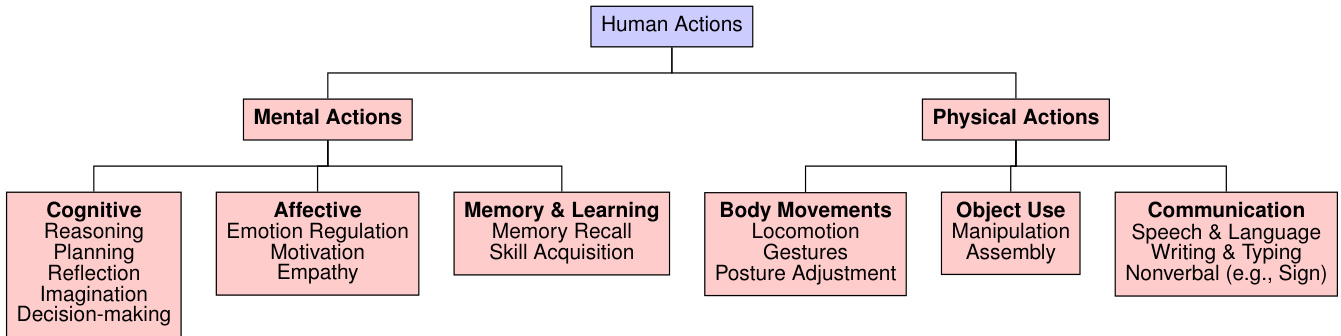 Human Actions
Mental Actions
Physical Actions
Cognitive
Reasoning
Planning
Reflection
Imagination
Decision-making
Affective
Emotion Regulation
Motivation
Empathy
Memory & Learning
Memory Recall
Skill Acquisition
Body Movements
Locomotion
Gestures
Posture Adjustment
Object Use
Manipulation
Assembly
Communication
Speech & Language
Writing & Typing
Nonverbal (e.g., Sign)